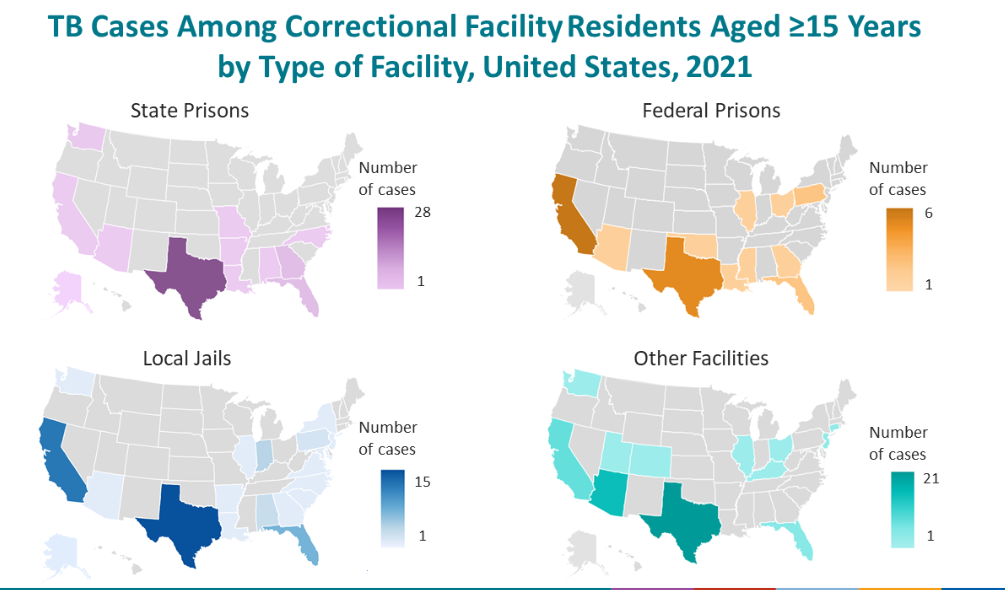 TB Cases Among Correctional Facility Residents Aged ≥15 Years
by Type of Facility, United States, 2021
State Prisons
Number
of cases
28
1
Federal Prisons
Number
of cases
6
1
Local Jails
Number
of cases
15
1
Other Facilities
Number
of cases
21
1